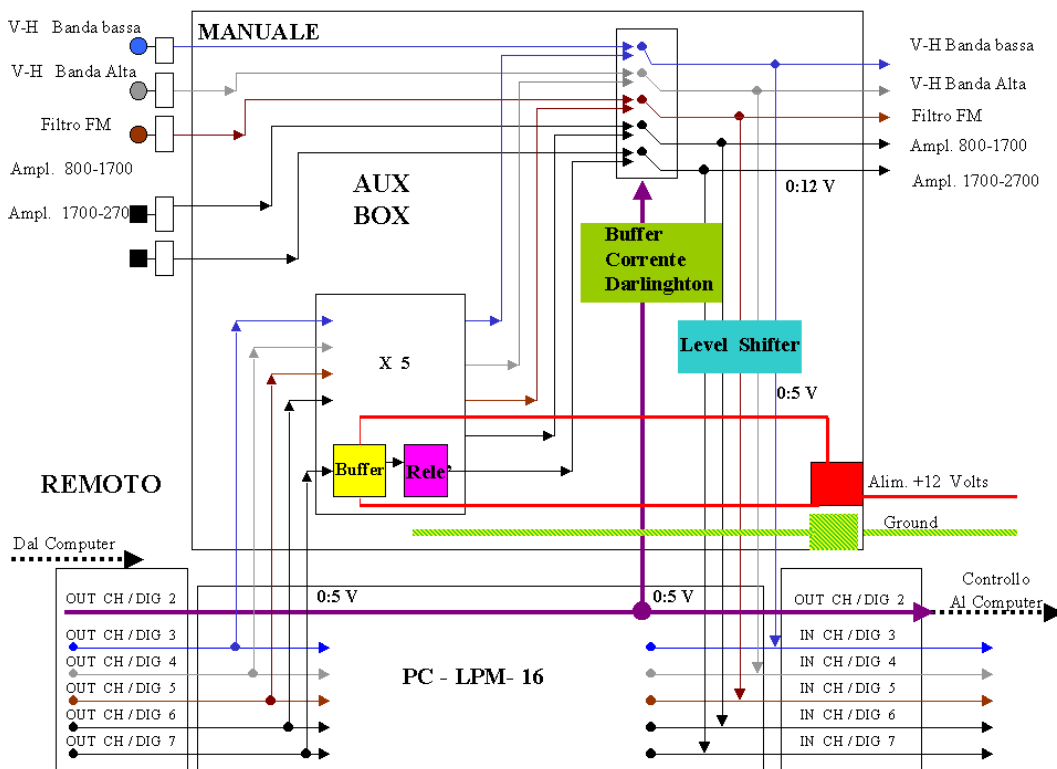 V-H Banda bassa
MANUALE
V-H Banda bassa
V-H Banda Alta
V-H Banda Alta
Filtro FM
Filtro FM
Ampl. 800-1700
Ampl. 800-1700
AUX
BOX
0:12 V
Ampl. 1700-2700
Ampl. 1700-270
Buffer
Corrente
Darlinghton
Level Shifter
X 5
0:5 V
Buffer
Rele'
REMOTO
Alim. +12 Volts
Ground
Dal Computer
Controllo
Al Computer
OUT CH / DIG 2
0:5 V
0:5 V
OUT CH / DIG 2
OUT CH / DIG 3
IN CH / DIG 3
OUT CH / DIG 4
IN CH / DIG 4
PC - LPM- 16
OUT CH / DIG 5
IN CH / DIG 5
OUT CH / DIG 6
IN CH / DIG 6
OUT CH / DIG 7
IN CH / DIG 7